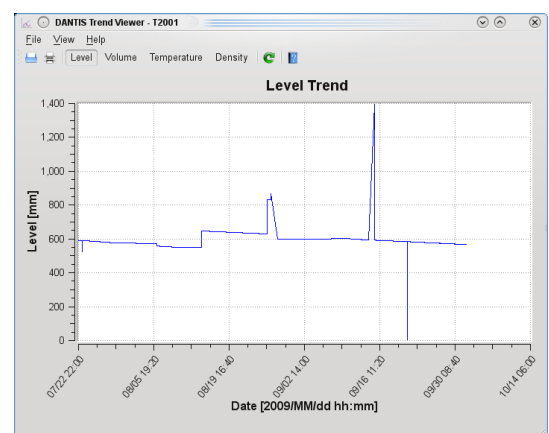 DANTIS Trend Viewer - T2001
File View Help
Level Volume Temperature Density
Level Trend
1,400
1,200
1,000
800
600
400
200
0
Level [mm]
07/22 22:00 08/05 19:20 08/19 16:40 09/02 14:00 09/16 11:20 09/30 08:40 10/14 06:00
Date [2009/MM/dd hh:mm]